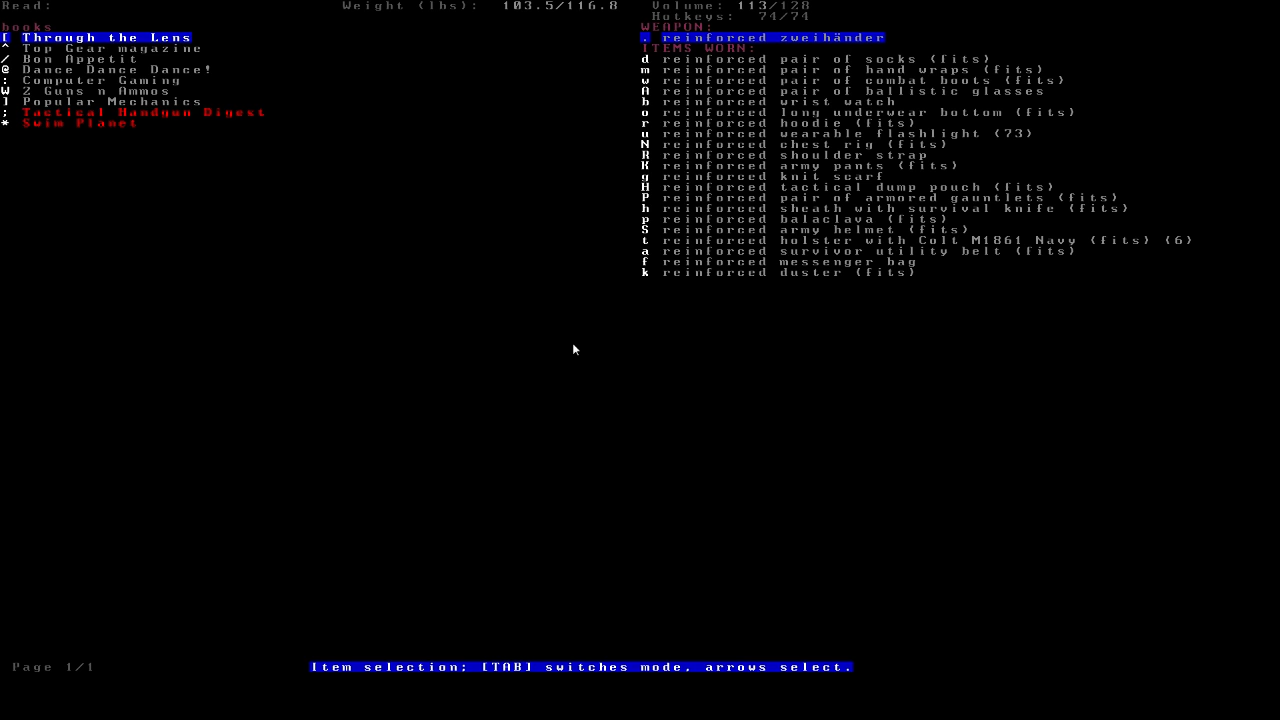 Read: Weight (lbs): 103.5/116.8 Volume: 113/128
Hotkeys: 74/74
books
[ Through the Lens
^ Top Gear magazine
/ Bon Appetit
@ Dance Dance Dance!
: Computer Gaming
W 2 Guns n Ammos
] Popular Mechanics
; Tactical Handgun Digest
* Swim Planet
WEAPON:
. reinforced zweihänder
ITEMS WORN:
d reinforced pair of socks (fits)
m reinforced pair of hand wraps (fits)
w reinforced pair of combat boots (fits)
A reinforced pair of ballistic glasses
b reinforced wrist watch
o reinforced long underwear bottom (fits)
r reinforced hoodie (fits)
u reinforced wearable flashlight (73)
N reinforced chest rig (fits)
R reinforced shoulder strap
K reinforced army pants (fits)
g reinforced knit scarf
H reinforced tactical dump pouch (fits)
P reinforced pair of armored gauntlets (fits)
h reinforced sheath with survival knife (fits)
p reinforced balaclava (fits)
S reinforced army helmet (fits)
t reinforced holster with Colt M1861 Navy (fits) (6)
a reinforced survivor utility belt (fits)
f reinforced messenger bag
k reinforced duster (fits)
Page 1/1 Item selection: [TAB] switches mode, arrows select.